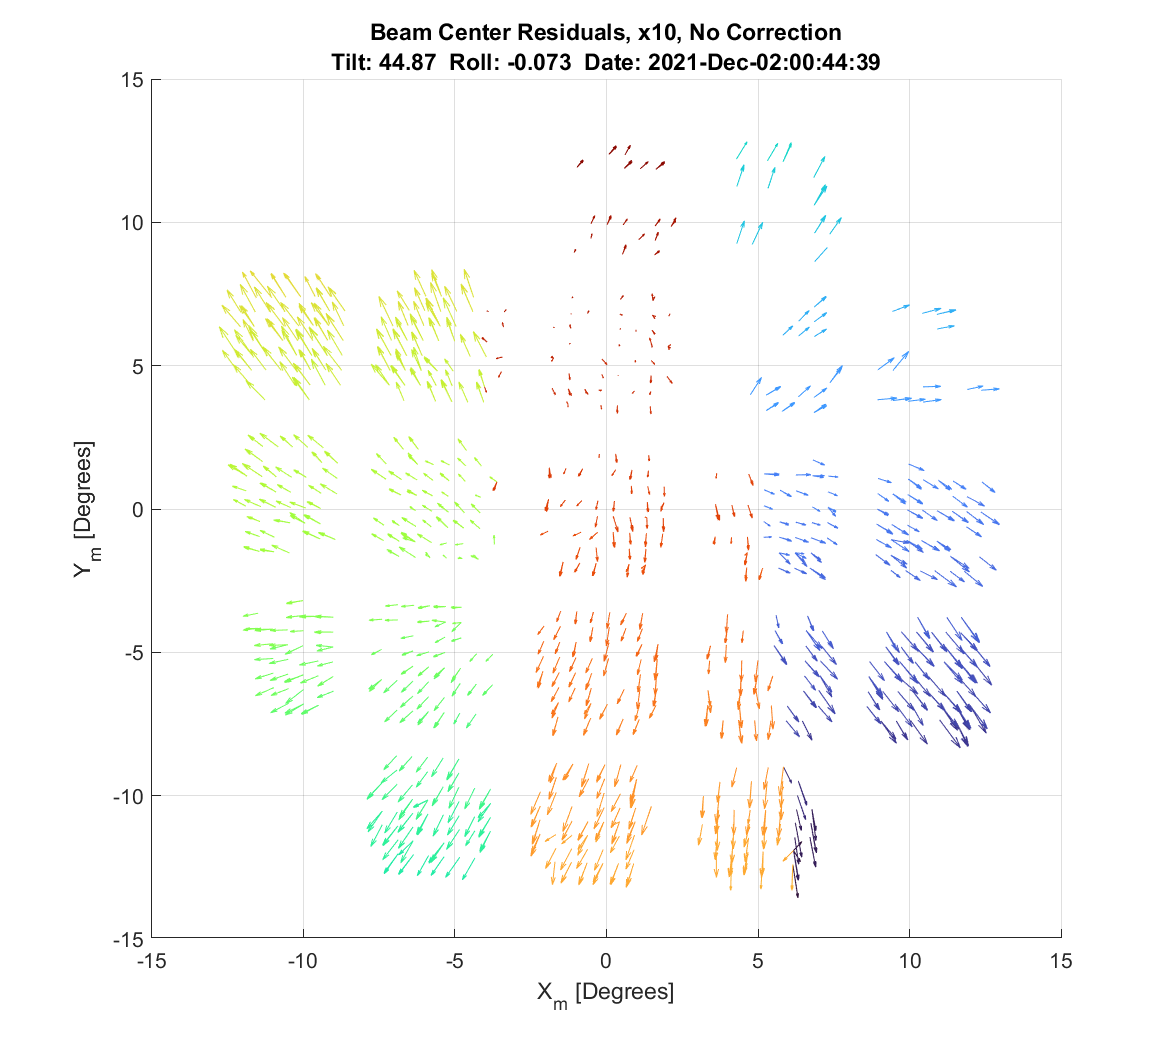 Beam Center Residuals, x10, No Correction
Tilt: 44.87 Roll: -0.073 Date: 2021-Dec-02:00:44:39
15
10
5
0
-5
-10
-15
Y_m [Degrees]
-15 -10 -5 0 5 10 15
X_m [Degrees]